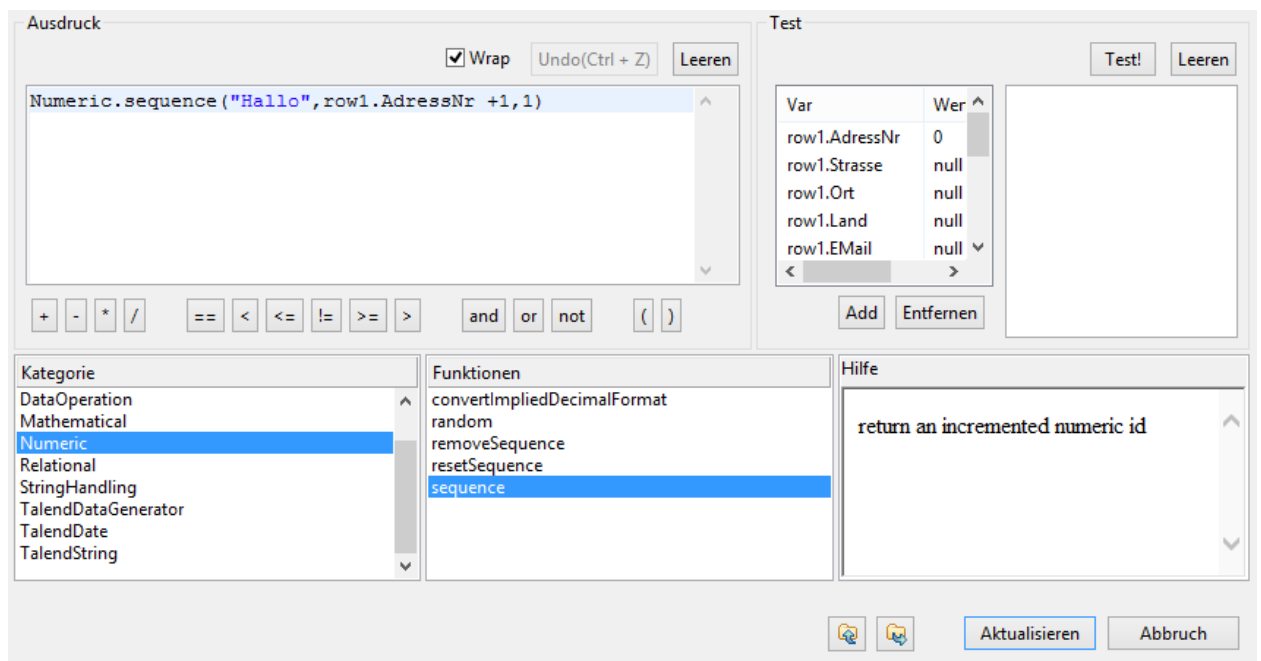 Ausdruck
Wrap Undo(Ctrl + Z) Leeren
Numeric.sequence("Hallo",row1.AdressNr +1,1)
+ - * / == < <= != >= > and or not ( )
Test
Test! Leeren
Var Wer
row1.AdressNr 0
row1.Strasse null
row1.Ort null
row1.Land null
row1.EMail null
Add Entfernen
Kategorie
DataOperation
Mathematical
Numeric
Relational
StringHandling
TalendDataGenerator
TalendDate
TalendString
Funktionen
convertImpliedDecimalFormat
random
removeSequence
resetSequence
sequence
Hilfe
return an incremented numeric id
Aktualisieren Abbruch